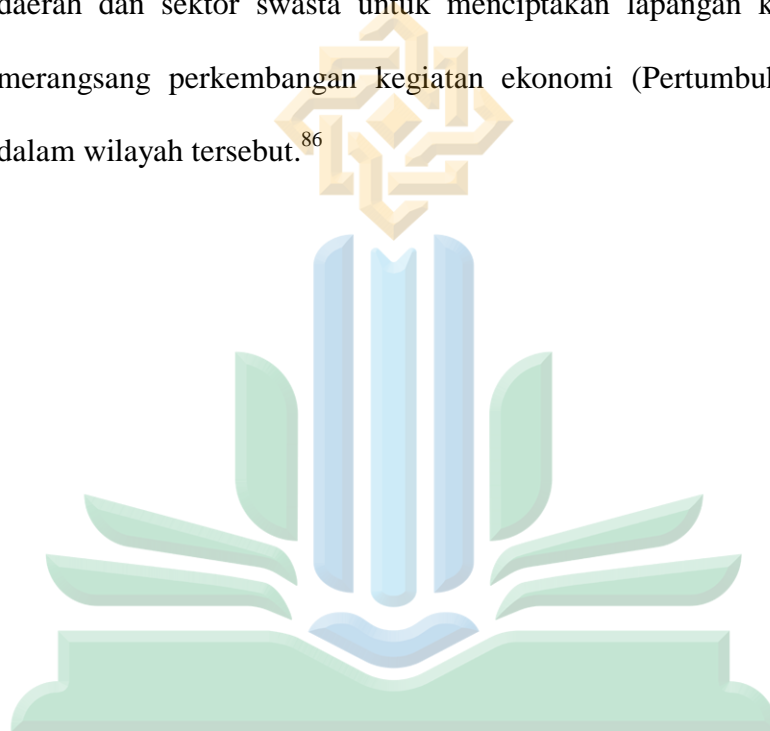 daerah dan sektor swasta untuk menciptakan lapangan
merangsang perkembangan kegiatan ekonomi
dalam wilayah tersebut.86